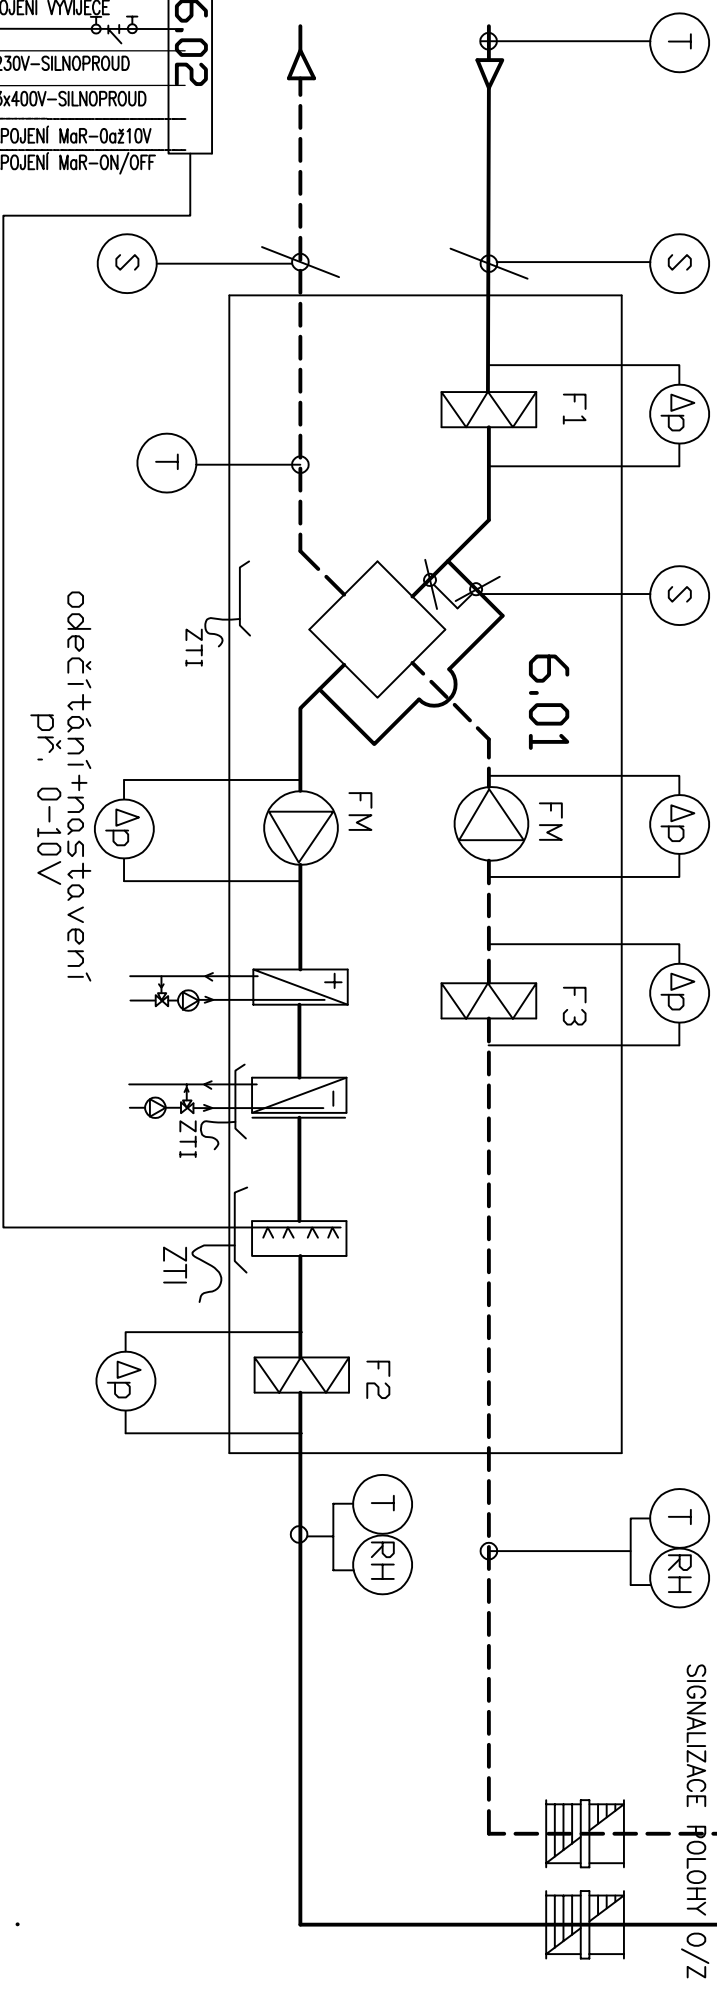 POJENÍ VYVÍJEČE
230V-SILNOPROUD
3x400V-SILNOPROUD
POJENÍ MaR-0až10V
POJENÍ MaR-ON/OFF
6.02
T
S
S
F1
Δp
T
S
ZTI
6.01
odečítání+nastavení
př. 0-10V
FM
Δp
FM
Δp
F3
Δp
+
-
ZTI
ZTI
F2
Δp
T
RH
T
RH
SIGNALIZACE POLOHY O/Z